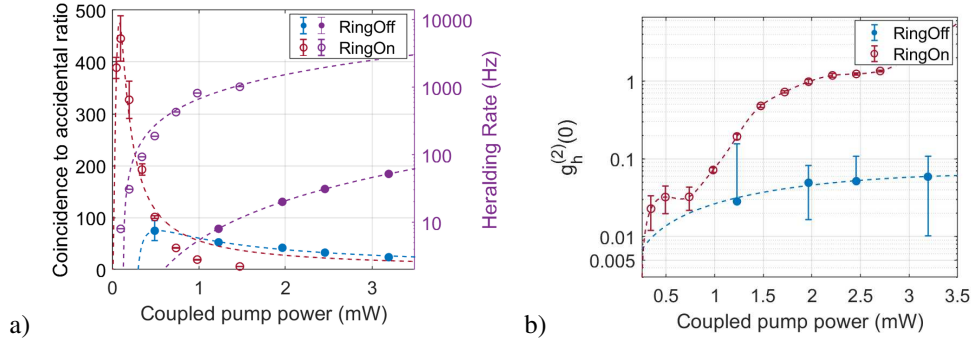 a)
Coincidence to accidental ratio
500
400
300
200
100
0
RingOff
RingOn
10000
1000
100
10
Heralding Rate (Hz)
0
1
2
3
Coupled pump power (mW)
b)
g_h^(2)(0)
1
0.1
0.01
0.005
RingOff
RingOn
0.5
1
1.5
2
2.5
3
3.5
Coupled pump power (mW)